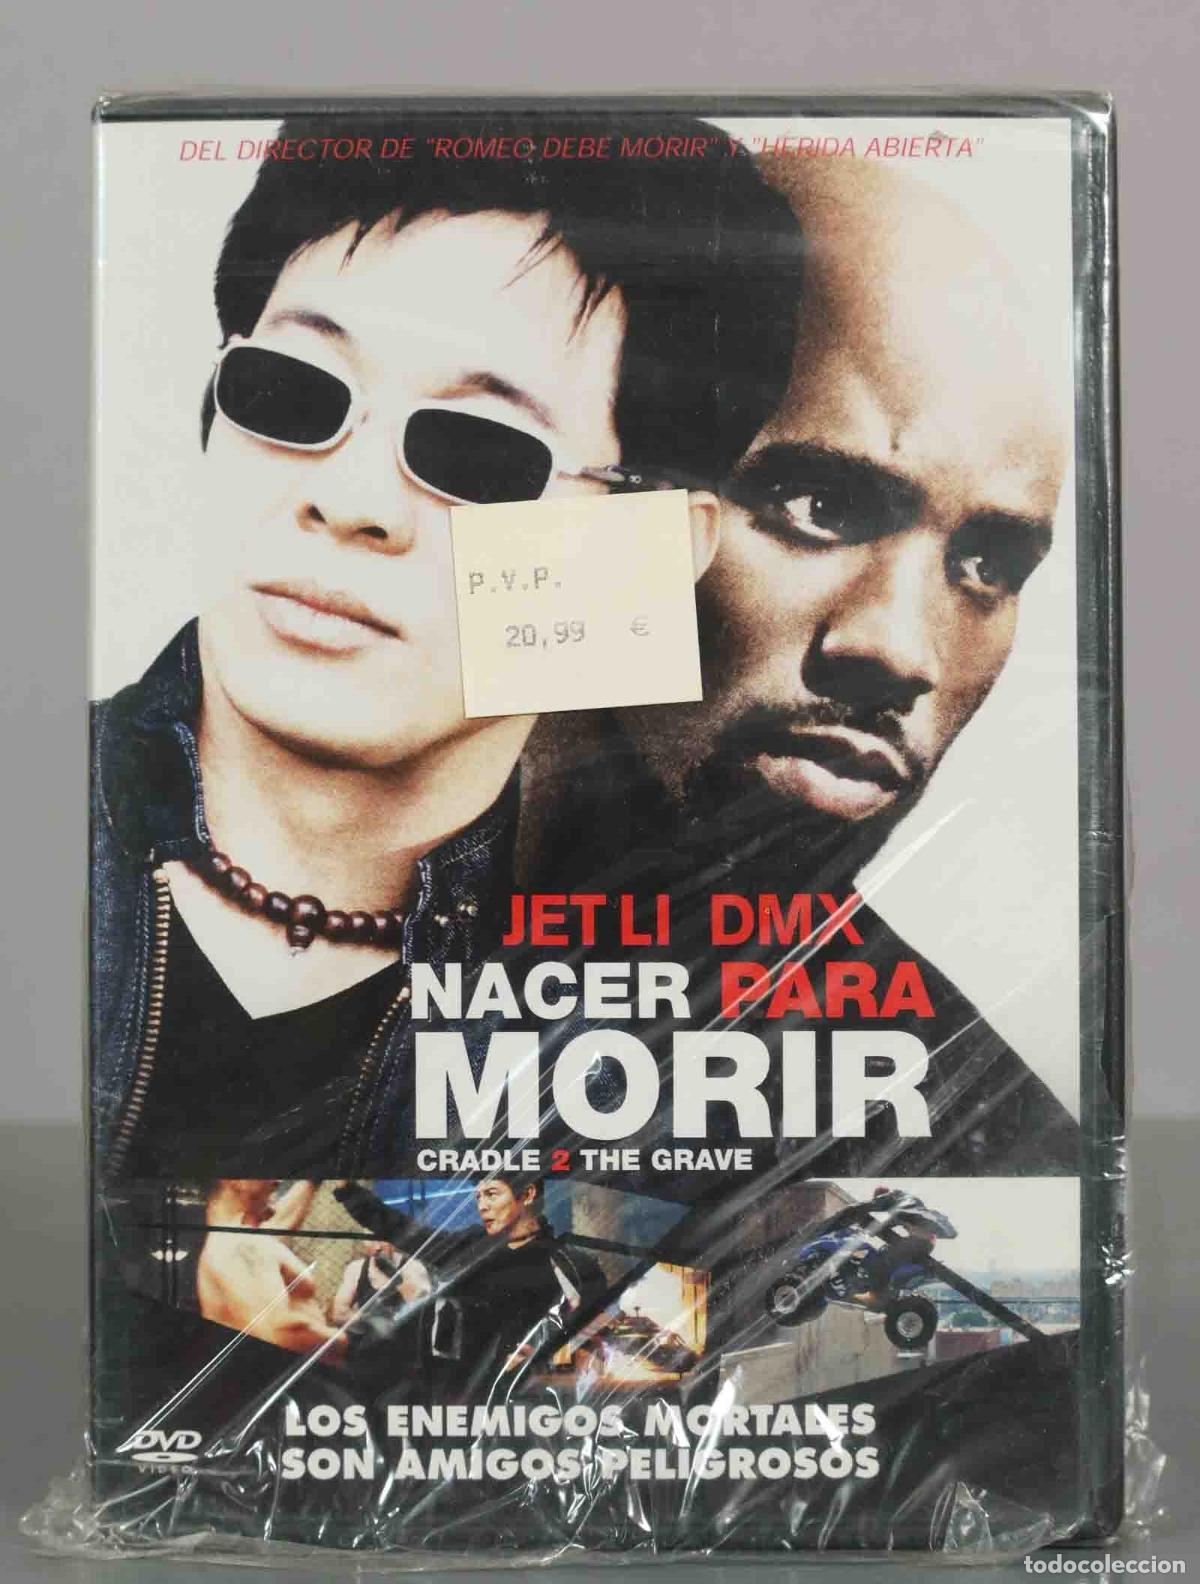 DEL DIRECTOR DE "ROMEO DEBE MORIR" Y "HERIDA ABIERTA"
P.V.P.
20,99 €
JET LI DMX
NACER PARA
MORIR
CRADLE 2 THE GRAVE
LOS ENEMIGOS MORTALES
SON AMIGOS PELIGROSOS
DVD
VIDEO
todocoleccion